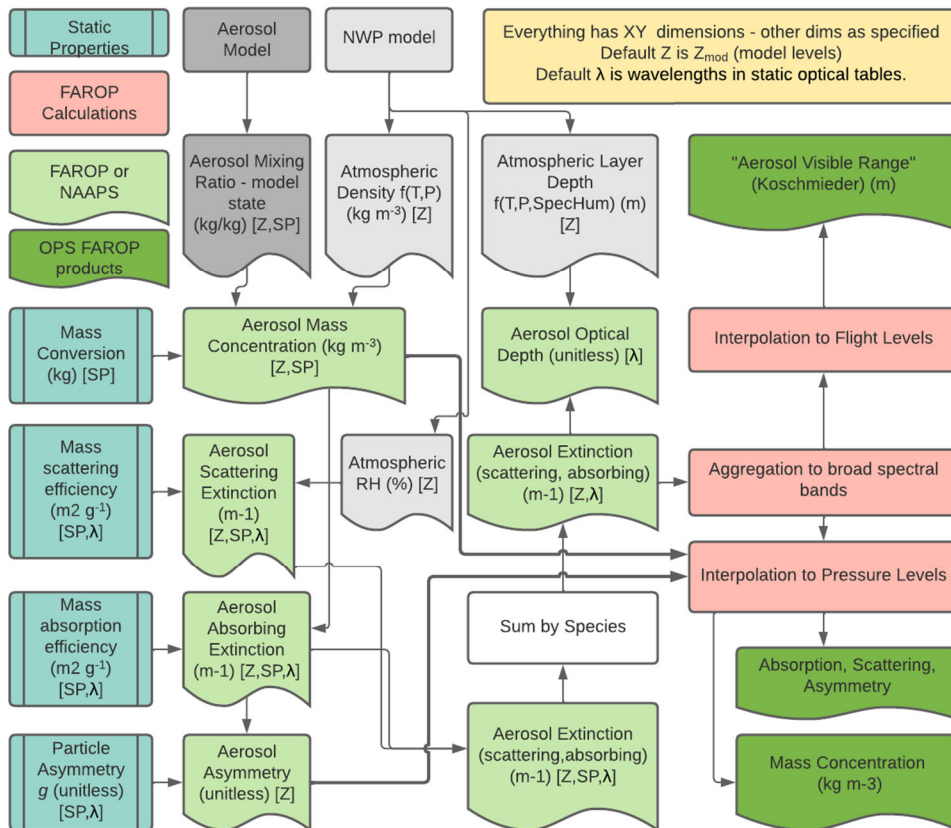 Static
Properties
FAROP
Calculations
FAROP or
NAAPS
OPS FAROP
products
Aerosol
Model
NWP model
Everything has XY dimensions - other dims as specified
Default Z is Zmod (model levels)
Default λ is wavelengths in static optical tables.
Aerosol Mixing
Ratio - model
state
(kg/kg) [Z,SP]
Atmospheric
Density f(T,P)
(kg m-3) [Z]
Atmospheric Layer
Depth
f(T,P,SpecHum) (m)
[Z]
"Aerosol Visible Range"
(Koschmieder) (m)
Mass
Conversion
(kg) [SP]
Aerosol Mass
Concentration (kg m-3)
[Z,SP]
Aerosol Optical
Depth (unitless) [λ]
Interpolation to Flight Levels
Mass
scattering
efficiency
(m2 g-1)
[SP,λ]
Aerosol
Scattering
Extinction
(m-1)
[Z,SP,λ]
Atmospheric
RH (%) [Z]
Aerosol Extinction
(scattering, absorbing)
(m-1) [Z,λ]
Aggregation to broad spectral
bands
Interpolation to Pressure Levels
Mass
absorption
efficiency
(m2 g-1)
[SP,λ]
Aerosol
Absorbing
Extinction
(m-1) [Z,SP,λ]
Sum by Species
Absorption, Scattering,
Asymmetry
Particle
Asymmetry
g (unitless)
[SP,λ]
Aerosol
Asymmetry
(unitless) [Z]
Aerosol Extinction
(scattering,absorbing)
(m-1) [Z,SP,λ]
Mass Concentration
(kg m-3)